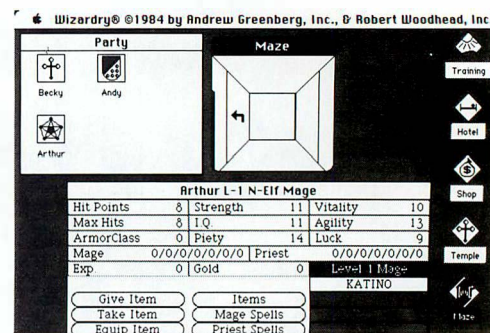 Wizardry® ©1984 by Andrew Greenberg, Inc., & Robert Woodhead, Inc
Party
Maze
Becky
Andy
Arthur
Training
Hotel
Shop
Temple
Maze
Arthur L-1 N-Elf Mage
Hit Points 8 Strength 11 Vitality 10
Max Hits 8 I.Q. 11 Agility 13
ArmorClass 0 Piety 14 Luck 9
Mage 0/0/0/0/0/0/0 Priest 0/0/0/0/0/0/0
Exp. 0 Gold 0 Level 1 Mage
KATINO
Give Item Items
Take Item Mage Spells
Equip Item Priest Spells